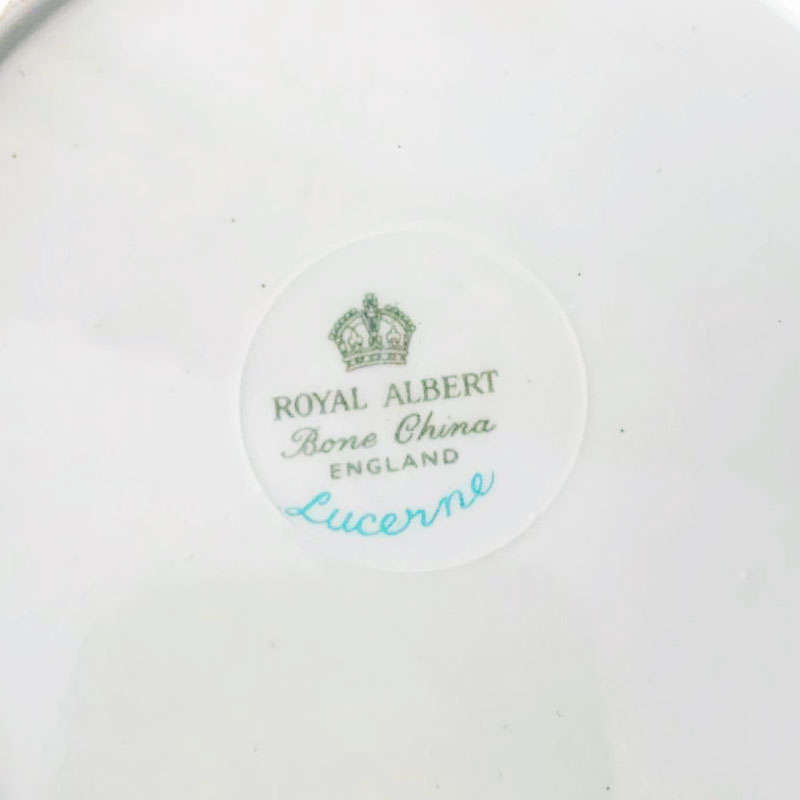 ROYAL ALBERT
Bone China
ENGLAND
Lucerne